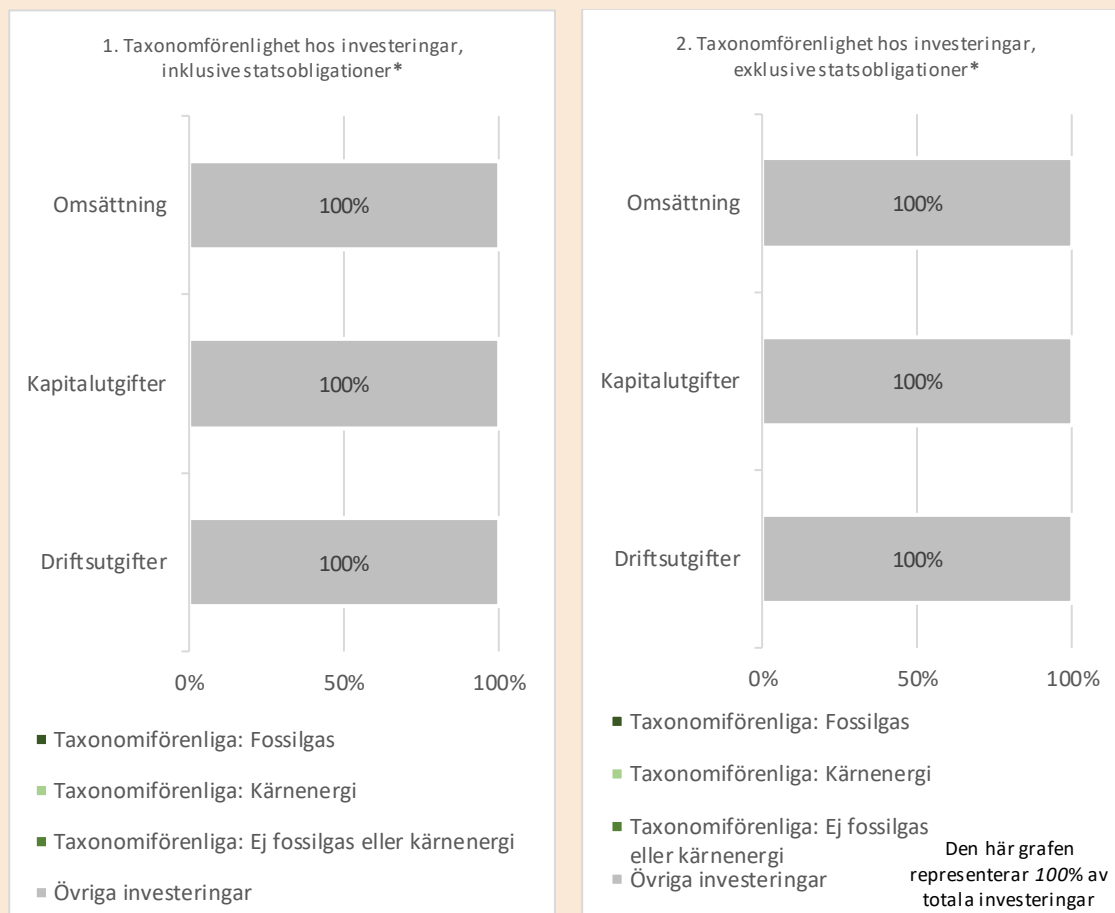 1. Taxonomförenlighet hos investeringar,
inklusive statsobligationer*
Omsättning
100%
Kapitalutgifter
100%
Driftsutgifter
100%
0%
50%
100%
Taxonomiförenliga: Fossilgas
Taxonomiförenliga: Kärnenergi
Taxonomiförenliga: Ej fossilgas eller kärnenergi
Övriga investeringar
2. Taxonomförenlighet hos investeringar,
exklusive statsobligationer*
Omsättning
100%
Kapitalutgifter
100%
Driftsutgifter
100%
0%
50%
100%
Taxonomiförenliga: Fossilgas
Taxonomiförenliga: Kärnenergi
Taxonomiförenliga: Ej fossilgas
eller kärnenergi
Övriga investeringar
Den här grafen
representerar 100% av
totala investeringar